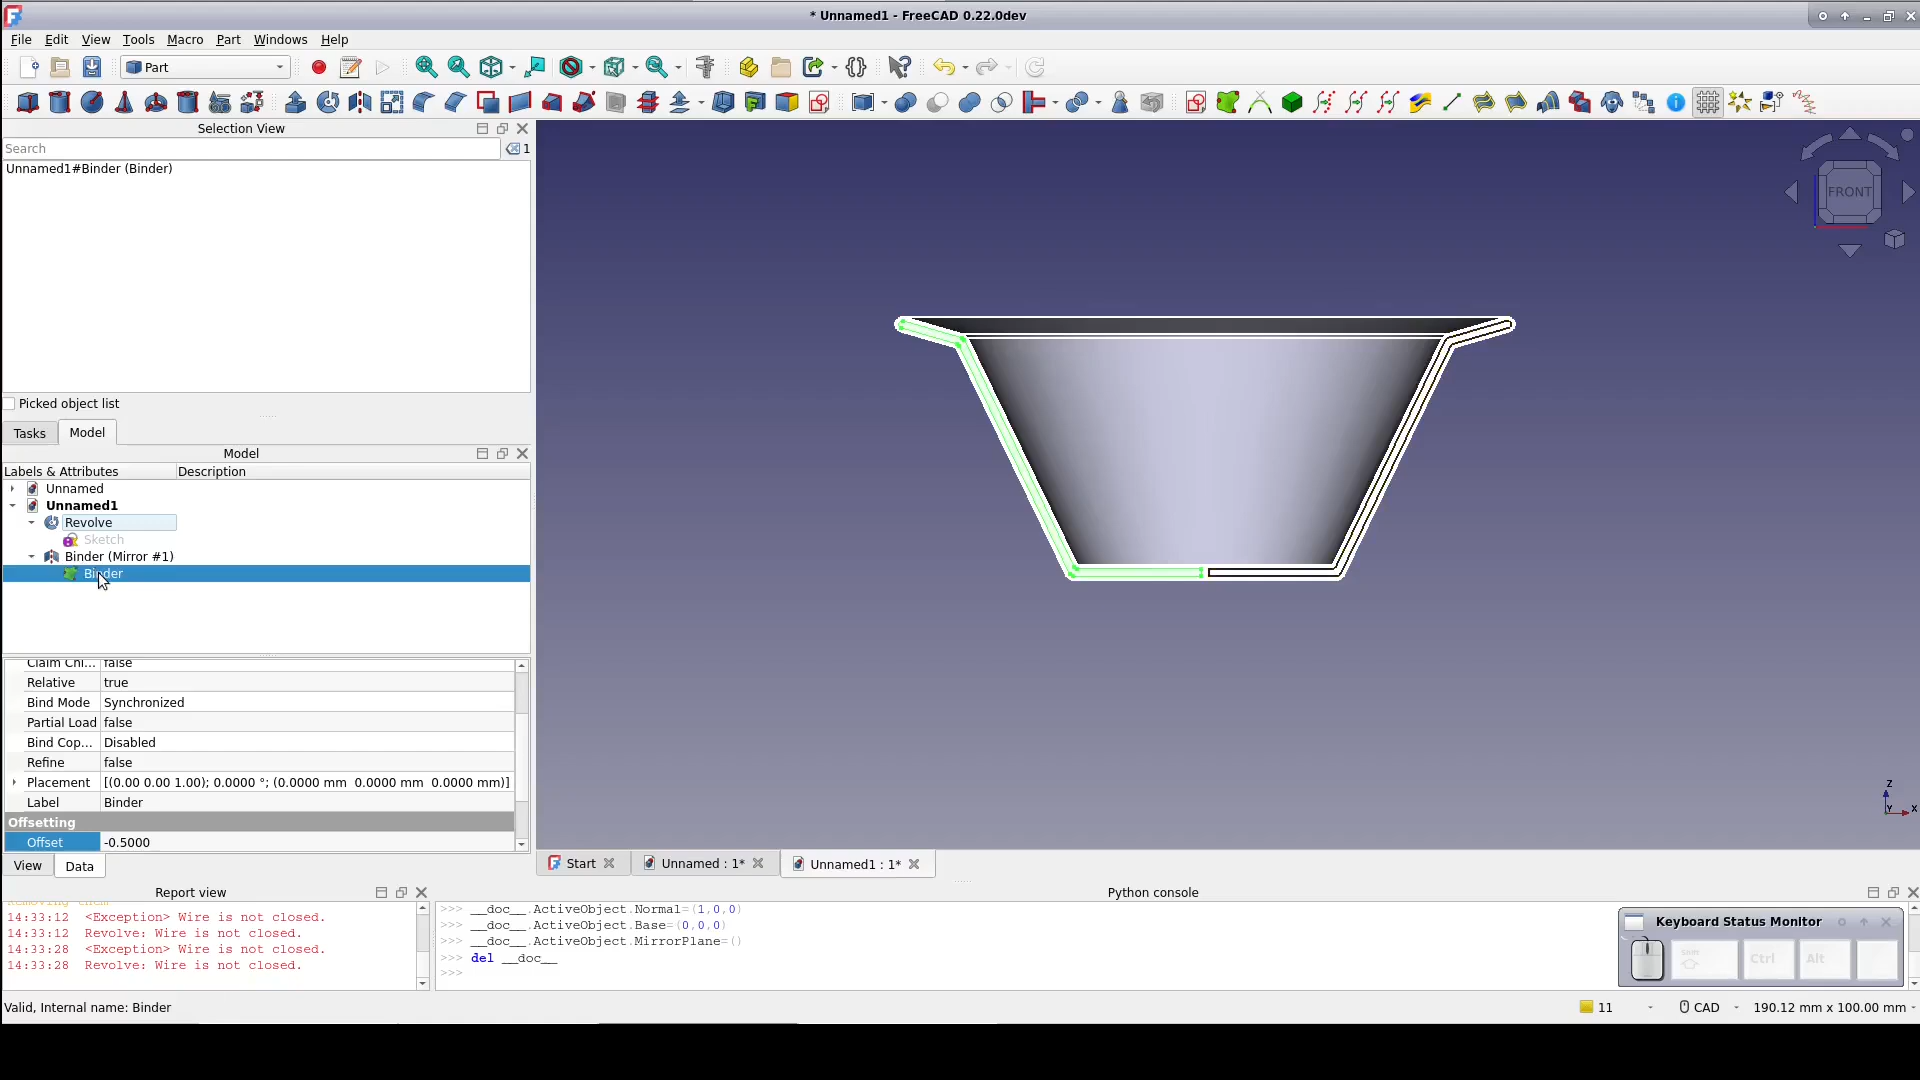 * Unnamed1 - FreeCAD 0.22.0dev
File Edit View Tools Macro Part Windows Help
Part
Selection View
Search
1
Unnamed1#Binder (Binder)
Picked object list
Tasks Model
Model
Labels & Attributes Description
Unnamed
Unnamed1
Revolve
Sketch
Binder (Mirror #1)
Binder
Claim Chi... false
Relative true
Bind Mode Synchronized
Partial Load false
Bind Cop... Disabled
Refine false
Placement [(0.00 0.00 1.00); 0.0000 °; (0.0000 mm 0.0000 mm 0.0000 mm)]
Label Binder
Offsetting
Offset -0.5000
View Data
FRONT
Z
Y X
Start Unnamed : 1* Unnamed1 : 1*
Report view
14:33:12 <Exception> Wire is not closed.
14:33:12 Revolve: Wire is not closed.
14:33:28 <Exception> Wire is not closed.
14:33:28 Revolve: Wire is not closed.
Python console
>>> __doc__.ActiveObject.Normal=(1,0,0)
>>> __doc__.ActiveObject.Base=(0,0,0)
>>> __doc__.ActiveObject.MirrorPlane=()
>>> del __doc__
>>>
Keyboard Status Monitor
Shift Ctrl Alt
Valid, Internal name: Binder
11 CAD 190.12 mm x 100.00 mm